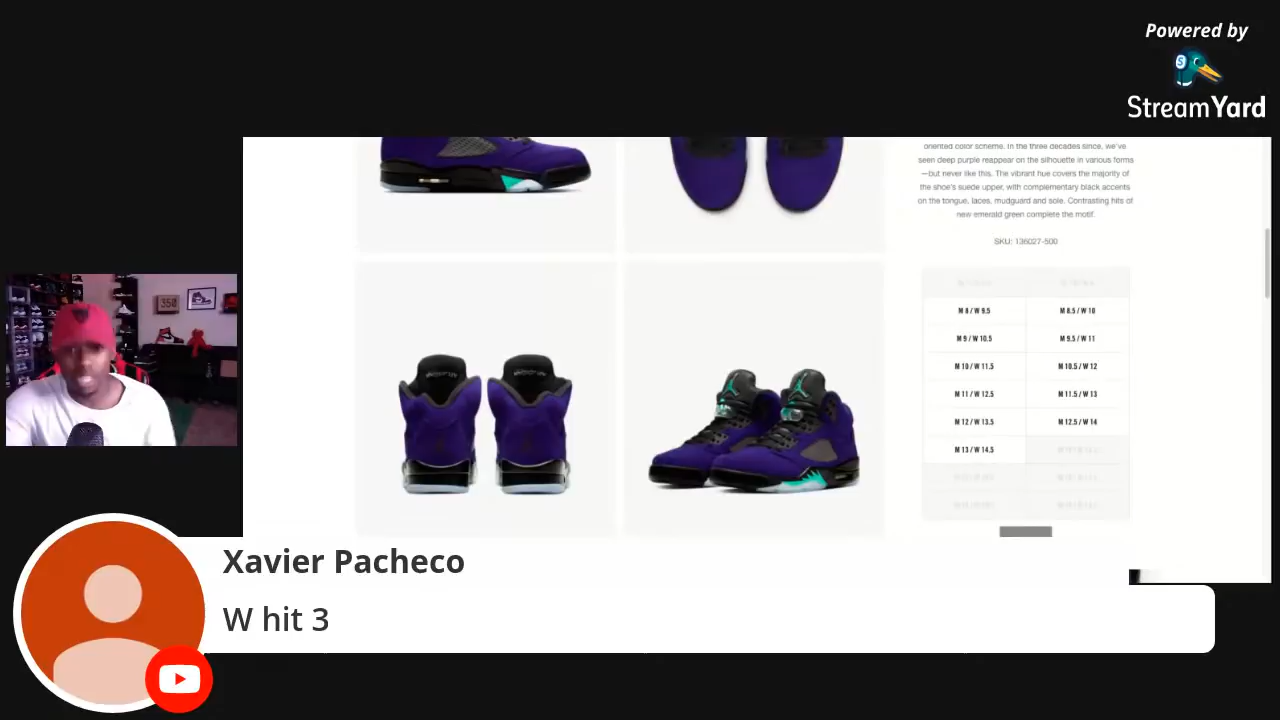 Powered by
StreamYard
oriented color scheme. In the three decades since, we've
seen deep purple reappear on the silhouette in various forms
—but never like this. The vibrant hue covers the majority of
the shoe's suede upper, with complementary black accents
on the tongue, laces, mudguard and sole. Contrasting hits of
new emerald green complete the motif.
SKU: 136027-500
M 8 / W 9.5
M 8.5 / W 10
M 9 / W 10.5
M 9.5 / W 11
M 10 / W 11.5
M 10.5 / W 12
M 11 / W 12.5
M 11.5 / W 13
M 12 / W 13.5
M 12.5 / W 14
M 13 / W 14.5
350
Xavier Pacheco
W hit 3